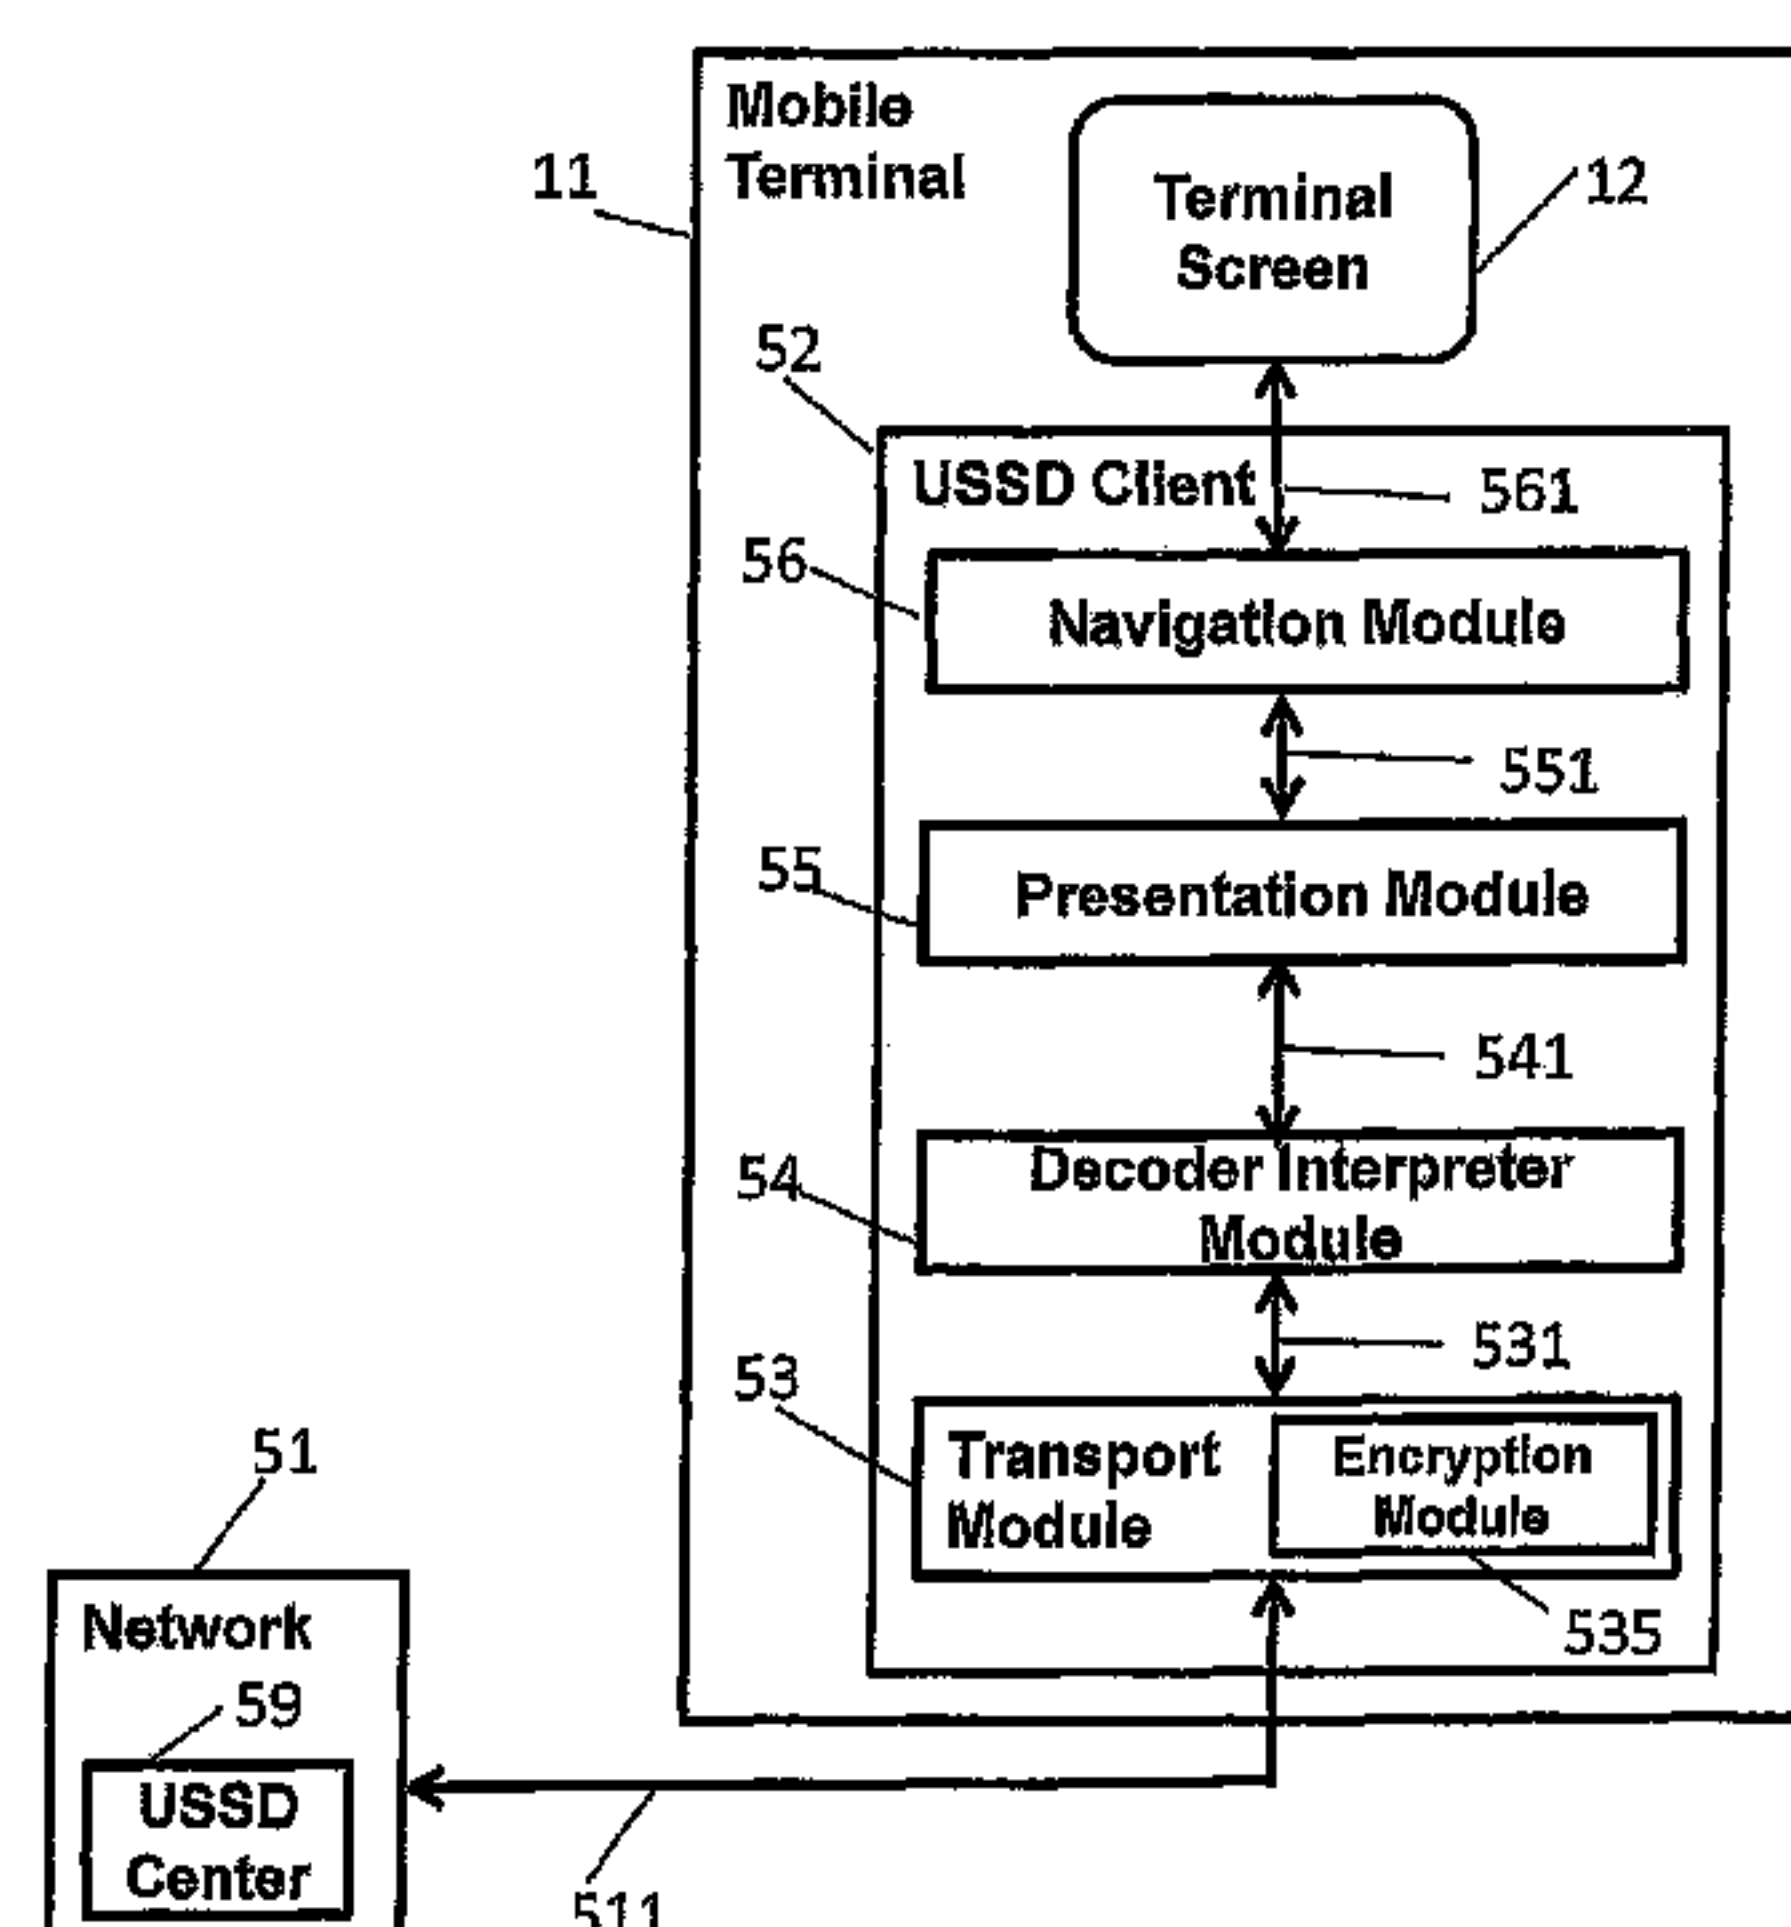 Mobile
Terminal
11
Terminal
Screen
12
52
USSD Client
561
56
Navigation Module
551
55
Presentation Module
541
54
Decoder Interpreter
Module
531
53
Transport
Module
Encryption
Module
535
51
Network
59
USSD
Center
511